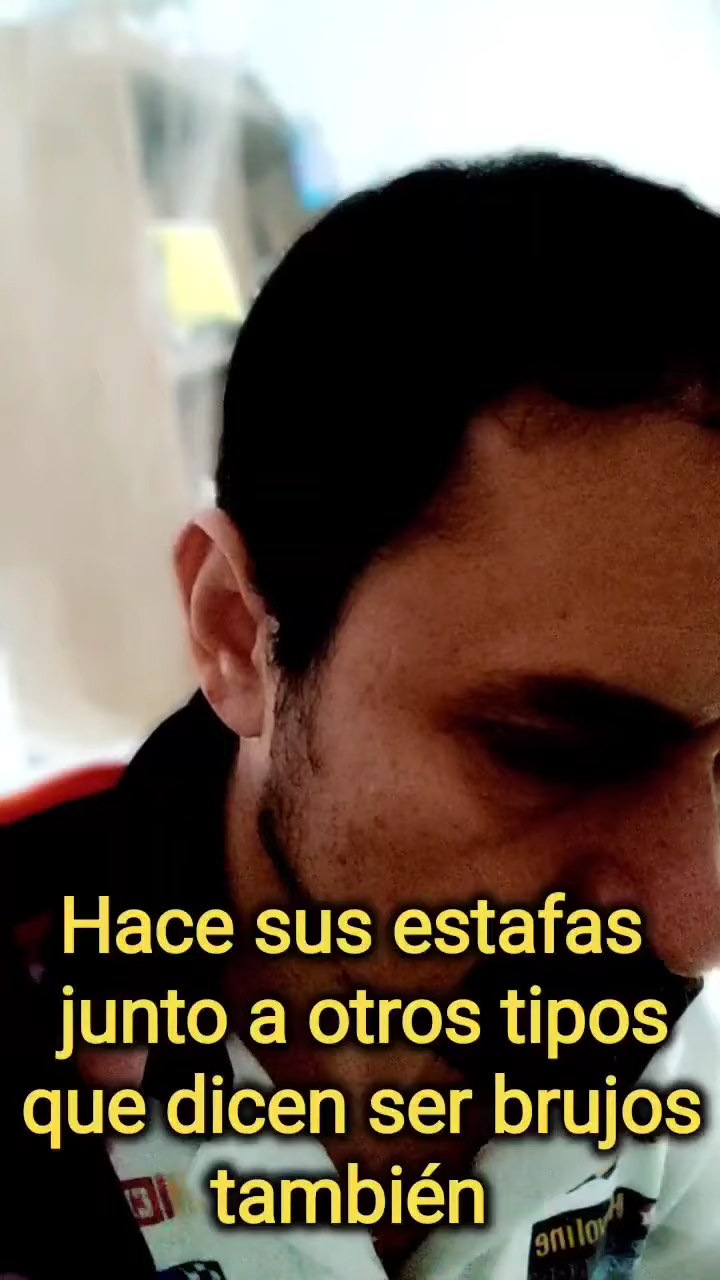 Hace sus estafas
junto a otros tipos
que dicen ser brujos
también